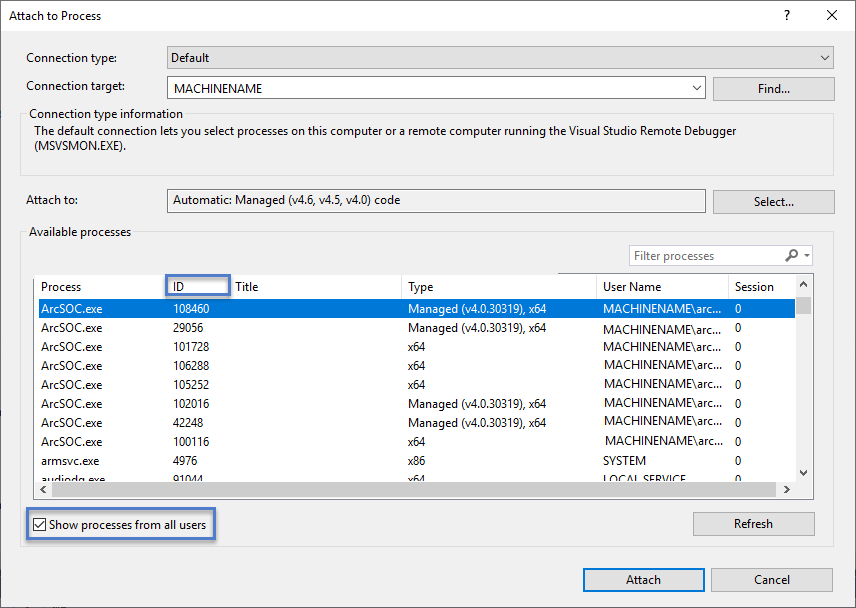 Attach to Process ?
Connection type: Default
Connection target: MACHINENAME Find...
Connection type information
The default connection lets you select processes on this computer or a remote computer running the Visual Studio Remote Debugger
(MSVSMON.EXE).
Attach to: Automatic: Managed (v4.6, v4.5, v4.0) code Select...
Available processes
Filter processes
Process ID Title Type User Name Session
ArcSOC.exe 108460 Managed (v4.0.30319), x64 MACHINENAME\arc... 0
ArcSOC.exe 29056 Managed (v4.0.30319), x64 MACHINENAME\arc... 0
ArcSOC.exe 101728 x64 MACHINENAME\arc... 0
ArcSOC.exe 106288 x64 MACHINENAME\arc... 0
ArcSOC.exe 105252 x64 MACHINENAME\arc... 0
ArcSOC.exe 102016 Managed (v4.0.30319), x64 MACHINENAME\arc... 0
ArcSOC.exe 42248 Managed (v4.0.30319), x64 MACHINENAME\arc... 0
ArcSOC.exe 100116 x64 MACHINENAME\arc... 0
armsvc.exe 4976 x86 SYSTEM 0
audiodg.exe 91044 x64 LOCAL SERVICE 0
Show processes from all users Refresh
Attach Cancel